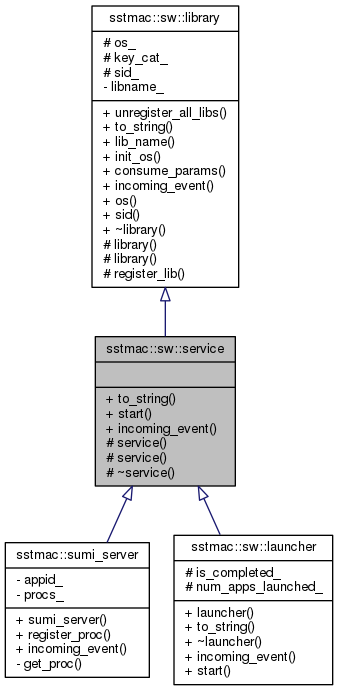 sstmac::sw::library
# os_
# key_cat_
# sid_
- libname_
+ unregister_all_libs()
+ to_string()
+ lib_name()
+ init_os()
+ consume_params()
+ incoming_event()
+ os()
+ sid()
+ ~library()
# library()
# library()
# register_lib()
sstmac::sw::service
+ to_string()
+ start()
+ incoming_event()
# service()
# service()
# ~service()
sstmac::sumi_server
- appid_
- procs_
+ sumi_server()
+ register_proc()
+ incoming_event()
- get_proc()
sstmac::sw::launcher
# is_completed_
# num_apps_launched_
+ launcher()
+ to_string()
+ ~launcher()
+ incoming_event()
+ start()